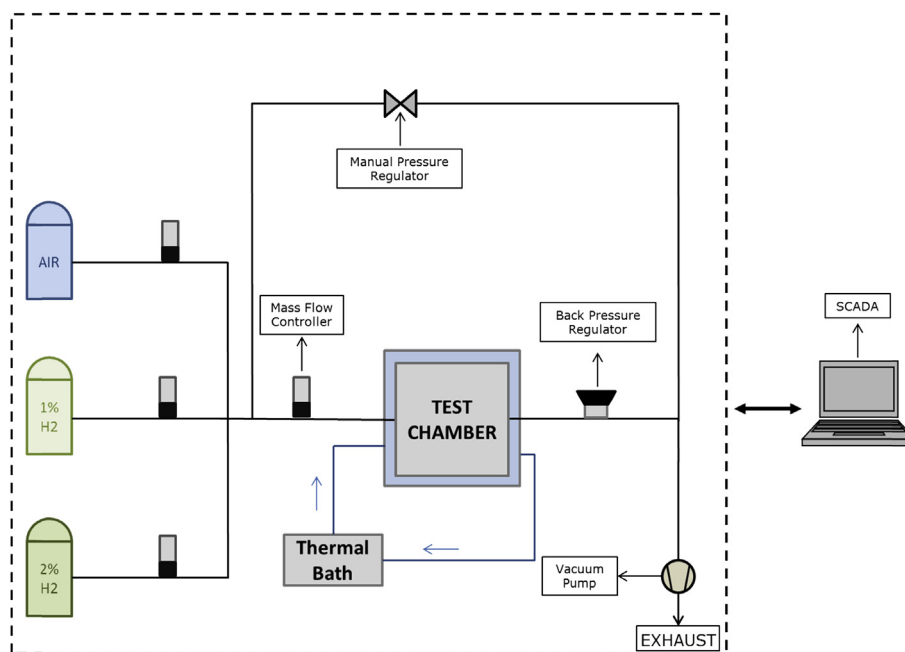 Manual Pressure
Regulator
AIR
Mass Flow
Controller
Back Pressure
Regulator
SCADA
1%
H2
TEST
CHAMBER
2%
H2
Thermal
Bath
Vacuum
Pump
EXHAUST